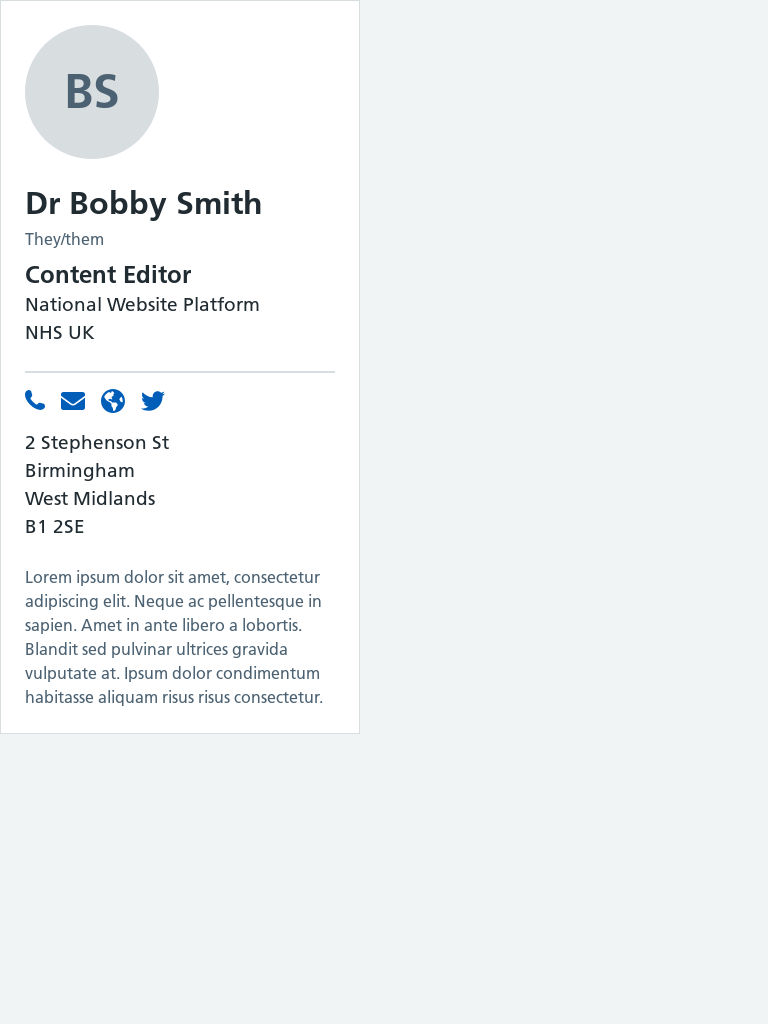 BS
Dr Bobby Smith
They/them
Content Editor
National Website Platform
NHS UK
2 Stephenson St
Birmingham
West Midlands
B1 2SE
Lorem ipsum dolor sit amet, consectetur
adipiscing elit. Neque ac pellentesque in
sapien. Amet in ante libero a lobortis.
Blandit sed pulvinar ultrices gravida
vulputate at. Ipsum dolor condimentum
habitasse aliquam risus risus consectetur.